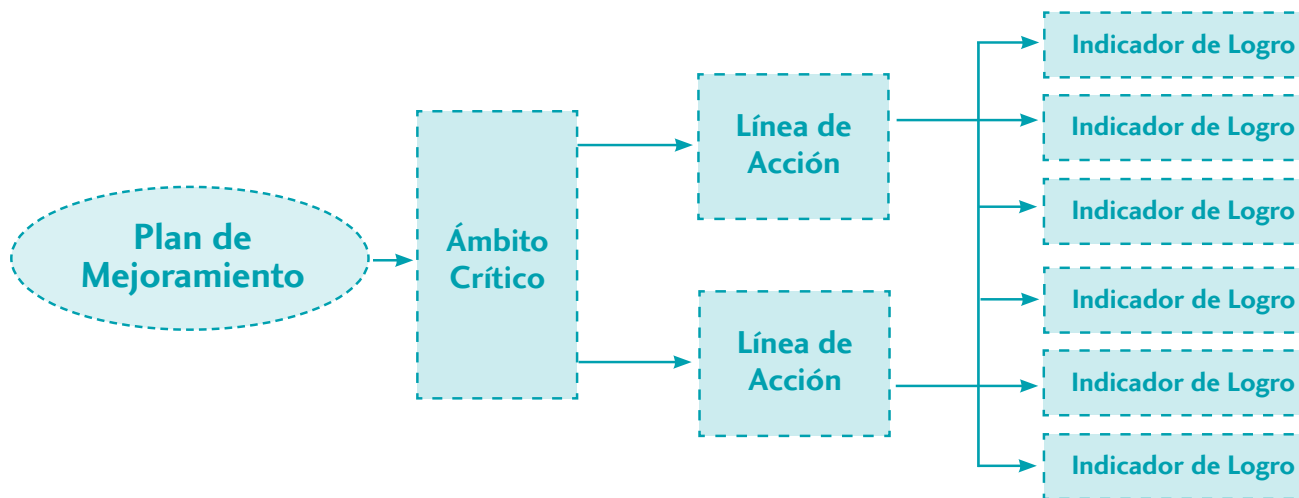 Plan de
Mejoramiento
Ámbito
Crítico
Línea de
Acción
Línea de
Acción
Indicador de Logro
Indicador de Logro
Indicador de Logro
Indicador de Logro
Indicador de Logro
Indicador de Logro